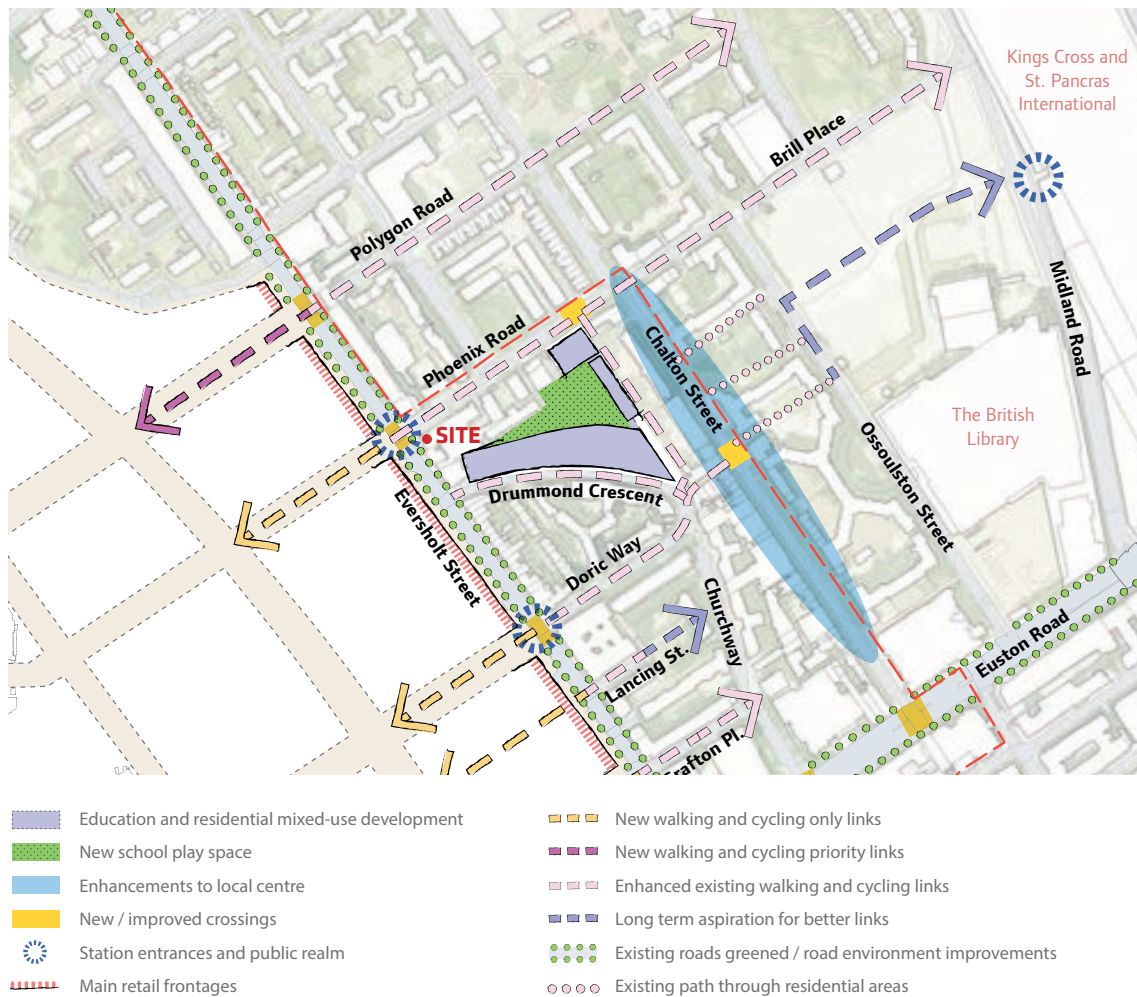 Kings Cross and
St. Pancras
International
Brill Place
Polygon Road
Midland Road
Phoenix Road
Chalton Street
The British
Library
SITE
Ossoulston Street
Drummond Crescent
Eversholt Street
Doric Way
Churchway
Euston Road
Lancing St.
Grafton Pl.
Education and residential mixed-use development
New school play space
Enhancements to local centre
New / improved crossings
Station entrances and public realm
Main retail frontages
New walking and cycling only links
New walking and cycling priority links
Enhanced existing walking and cycling links
Long term aspiration for better links
Existing roads greened / road environment improvements
Existing path through residential areas